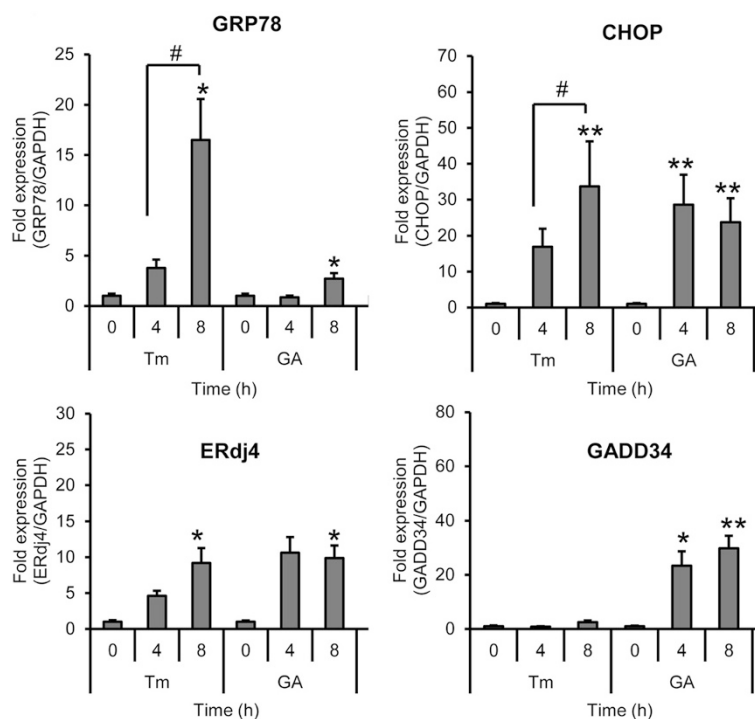 GRP78
Fold expression
(GRP78/GAPDH)
25
20
15
10
5
0
#
*
*
0 4 8 0 4 8
Tm GA
Time (h)
CHOP
Fold expression
(CHOP/GAPDH)
70
60
50
40
30
20
10
0
#
** ** **
0 4 8 0 4 8
Tm GA
Time (h)
ERdj4
Fold expression
(ERdj4/GAPDH)
30
25
20
15
10
5
0
* *
0 4 8 0 4 8
Tm GA
Time (h)
GADD34
Fold expression
(GADD34/GAPDH)
80
60
40
20
0
* **
0 4 8 0 4 8
Tm GA
Time (h)